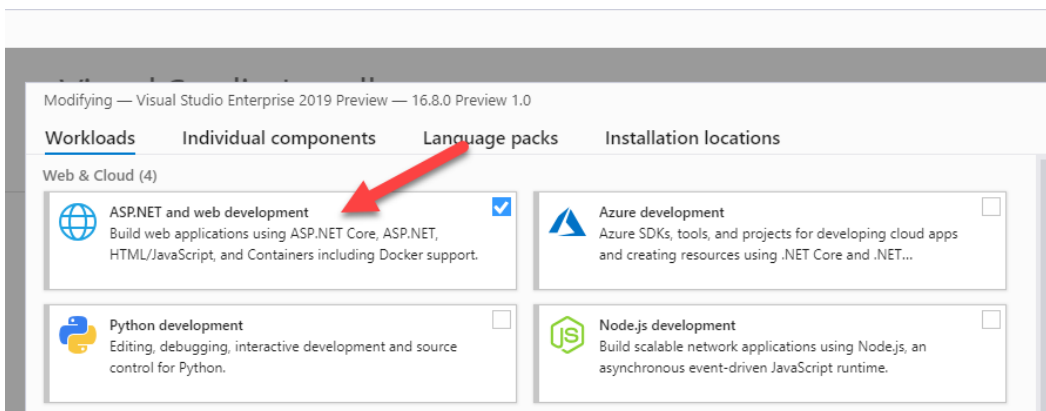 Modifying — Visual Studio Enterprise 2019 Preview — 16.8.0 Preview 1.0
Workloads Individual components Language packs Installation locations
Web & Cloud (4)
ASP.NET and web development
Build web applications using ASP.NET Core, ASP.NET,
HTML/JavaScript, and Containers including Docker support.
Azure development
Azure SDKs, tools, and projects for developing cloud apps
and creating resources using .NET Core and .NET...
Python development
Editing, debugging, interactive development and source
control for Python.
Node.js development
Build scalable network applications using Node.js, an
asynchronous event-driven JavaScript runtime.